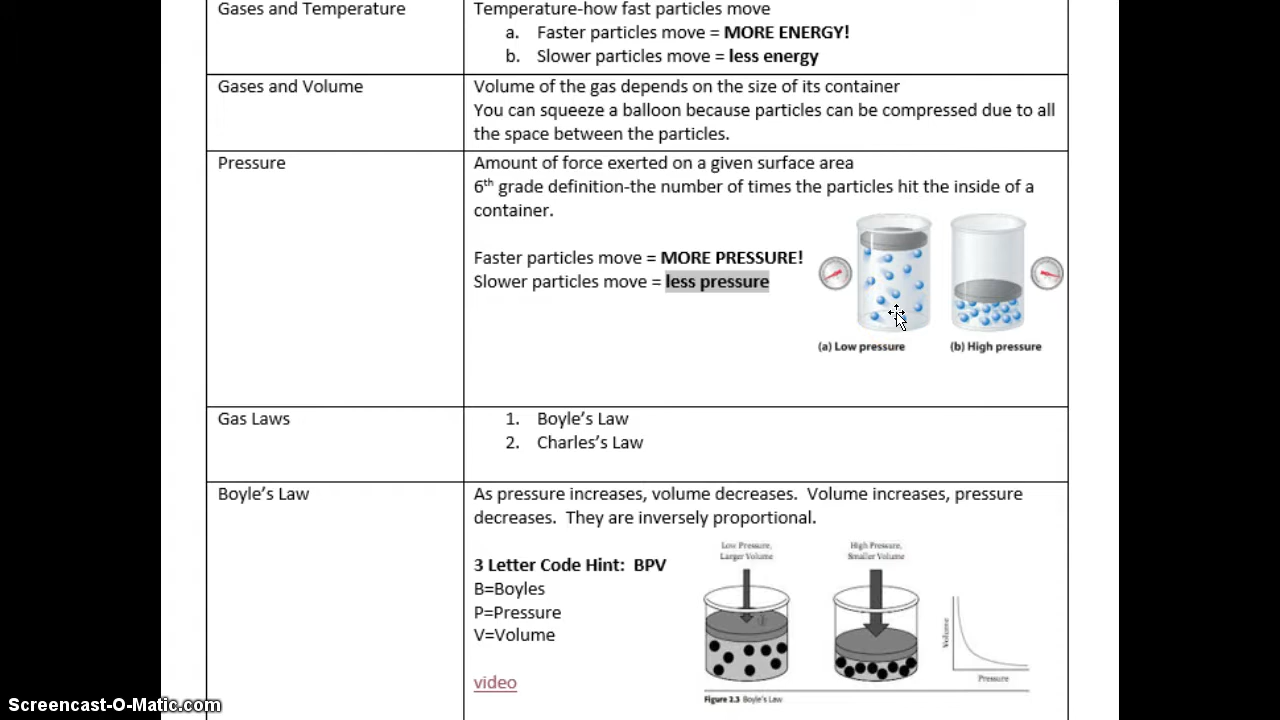 Gases and Temperature
Temperature-how fast particles move
a. Faster particles move = MORE ENERGY!
b. Slower particles move = less energy
Gases and Volume
Volume of the gas depends on the size of its container
You can squeeze a balloon because particles can be compressed due to all
the space between the particles.
Pressure
Amount of force exerted on a given surface area
6th grade definition-the number of times the particles hit the inside of a
container.
Faster particles move = MORE PRESSURE!
Slower particles move = less pressure
(a) Low pressure
(b) High pressure
Gas Laws
1. Boyle's Law
2. Charles's Law
Boyle's Law
As pressure increases, volume decreases. Volume increases, pressure
decreases. They are inversely proportional.
3 Letter Code Hint: BPV
B=Boyles
P=Pressure
V=Volume
video
Low Pressure,
Larger Volume
High Pressure,
Smaller Volume
Volume
Pressure
Figure 2.3 Boyle's Law
Screencast-O-Matic.com